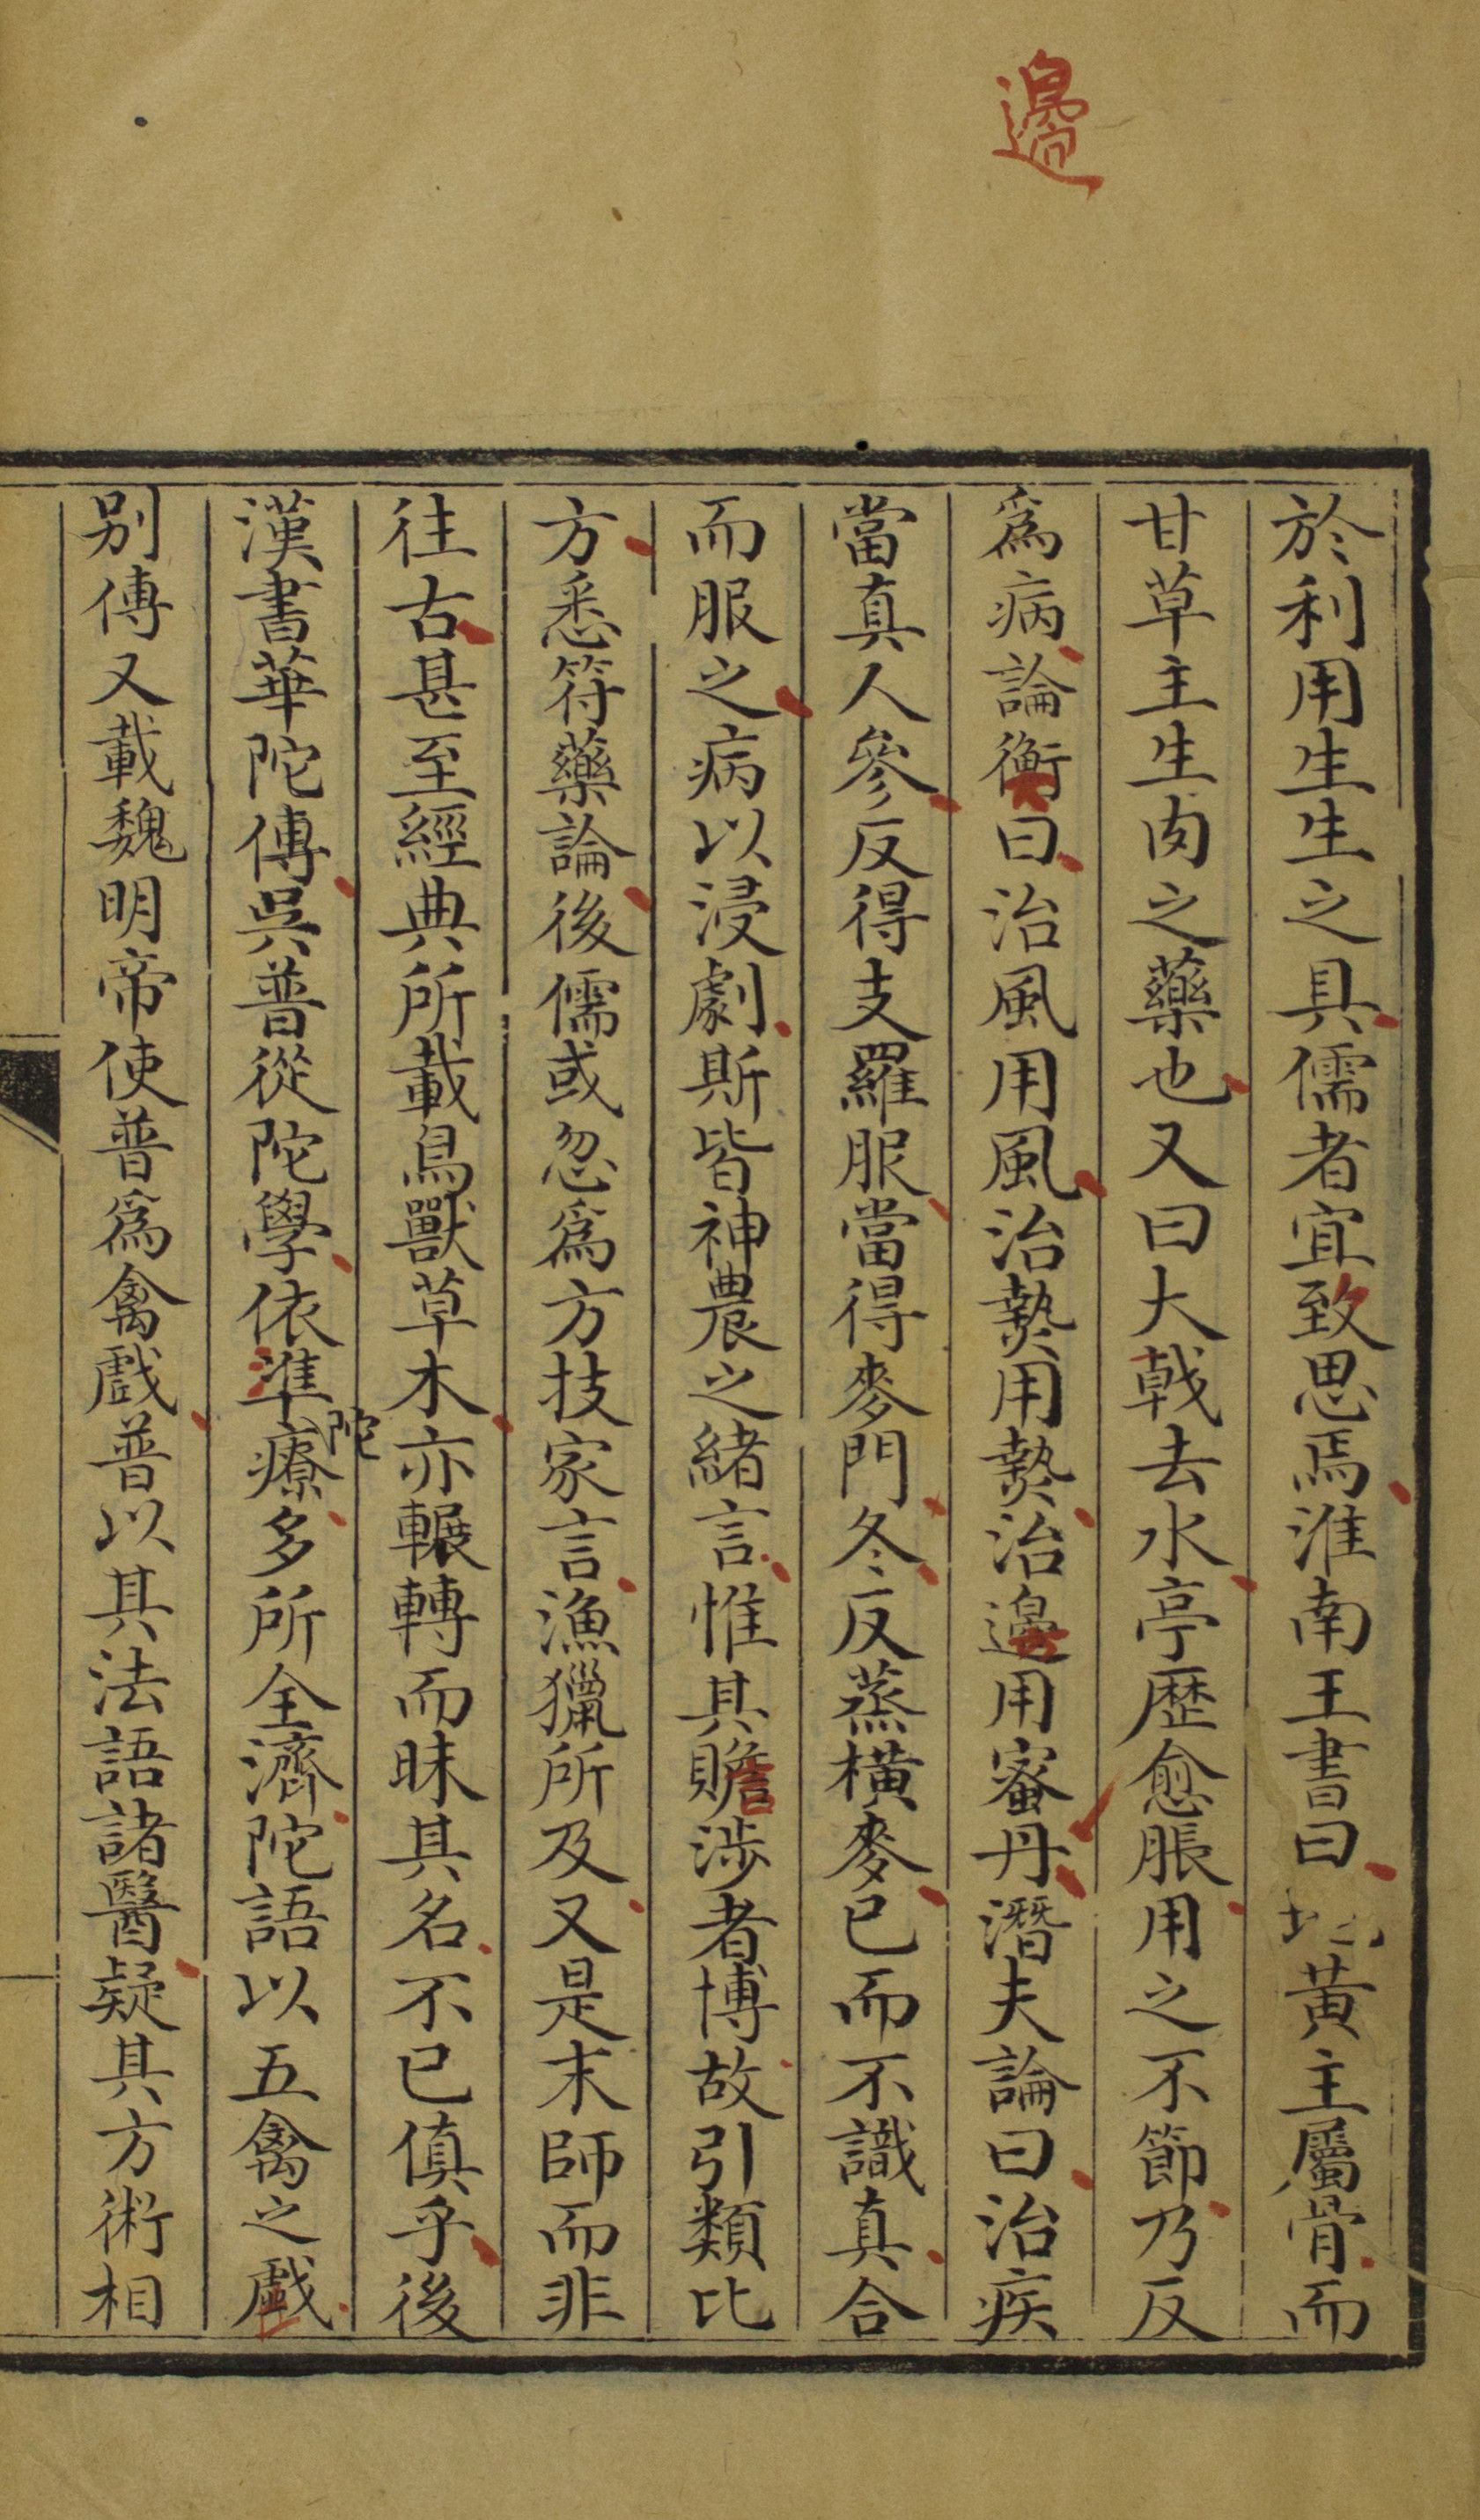 邊
於利用生生之具儒者宜致思焉淮南王書曰地黃主屬骨而
甘草主生肉之藥也又曰大戟去水亭歷愈脹用之不節乃反
爲病論衡曰治風用風治𤍠用𤍠治邊用蜜丹潛夫論曰治疾
當真人參反得支羅服當得麥門冬反蒸橫麥已而不識真合
而服之病以浸劇斯皆神農之緒言惟其贍涉者博故引類比
方悉符藥論後儒或忽爲方技家言漁獵所及又是末師而非
往古甚至經典所載鳥獸草木亦輾轉而昧其名不已傎乎後
漢書華陀傳吳普從陀學依準陀療多所全濟陀語以五禽之戲
別傳又載魏明帝使普爲禽戲普以其法語諸醫疑其方術相